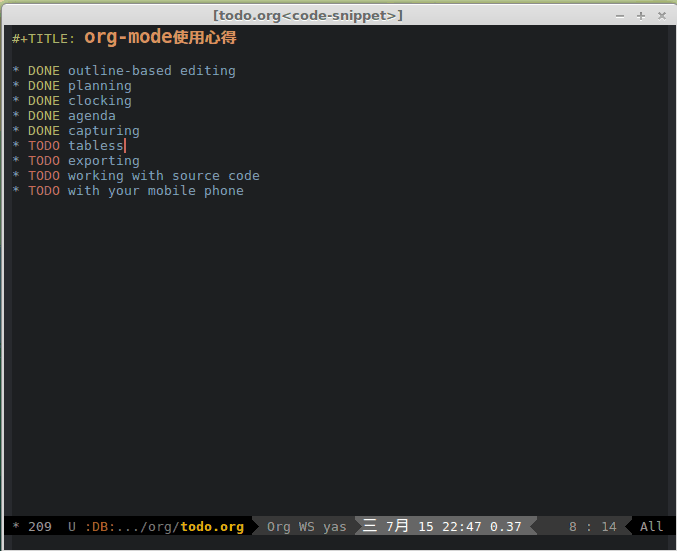 [todo.org<code-snippet>]
#+TITLE: org-mode使用心得
* DONE outline-based editing
* DONE planning
* DONE clocking
* DONE agenda
* DONE capturing
* TODO tabless
* TODO exporting
* TODO working with source code
* TODO with your mobile phone
* 209 U :DB:.../org/todo.org Org WS yas 三 7月 15 22:47 0.37 8 : 14 All